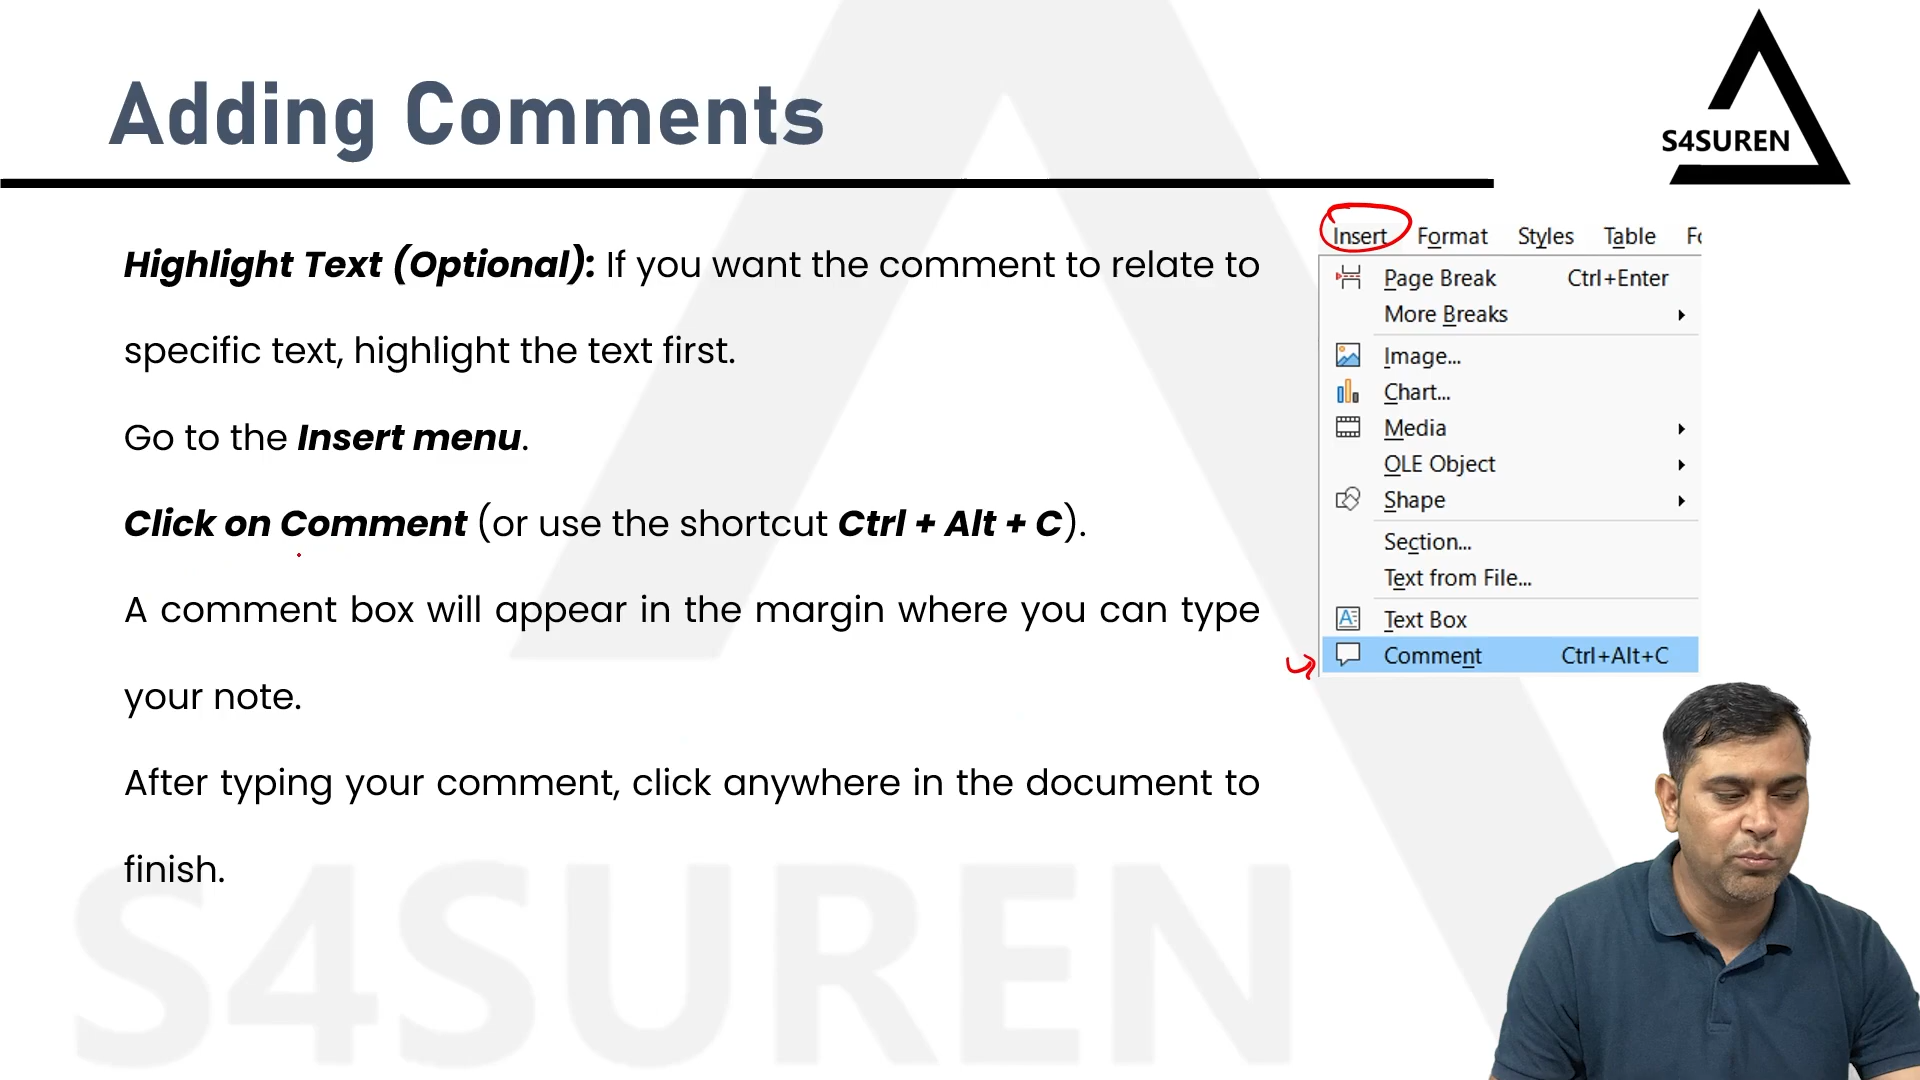 Adding Comments
S4SUREN
Highlight Text (Optional): If you want the comment to relate to
specific text, highlight the text first.
Go to the Insert menu.
Click on Comment (or use the shortcut Ctrl + Alt + C).
A comment box will appear in the margin where you can type
your note.
After typing your comment, click anywhere in the document to
finish.
Insert Format Styles Table Fo
Page Break Ctrl+Enter
More Breaks
Image...
Chart...
Media
OLE Object
Shape
Section...
Text from File...
Text Box
Comment Ctrl+Alt+C
S4SUREN